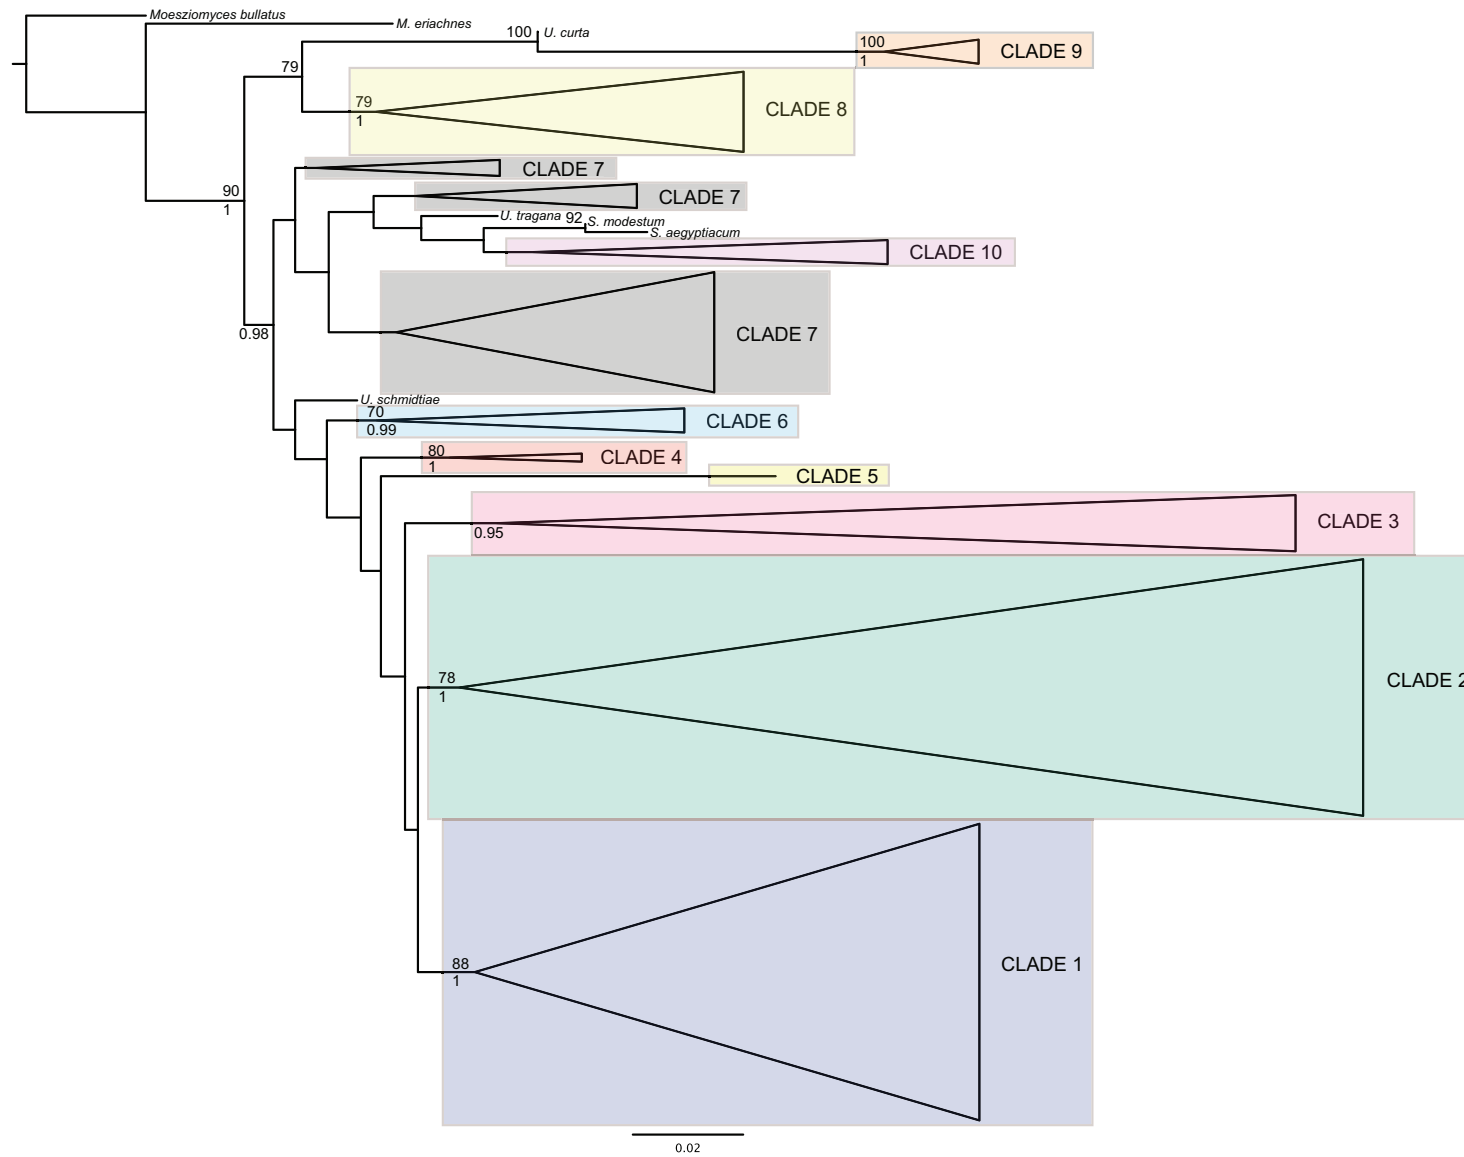 Moesziomyces bullatus
M. eriachnes
100 U. curta
100
1
CLADE 9
79
79
1
CLADE 8
CLADE 7
90
1
CLADE 7
U. tragana 92 S. modestum
S. aegyptiacum
CLADE 10
0.98
CLADE 7
U. schmidtiae
70
0.99
CLADE 6
80
1
CLADE 4
CLADE 5
0.95
CLADE 3
78
1
CLADE 2
88
1
CLADE 1
0.02